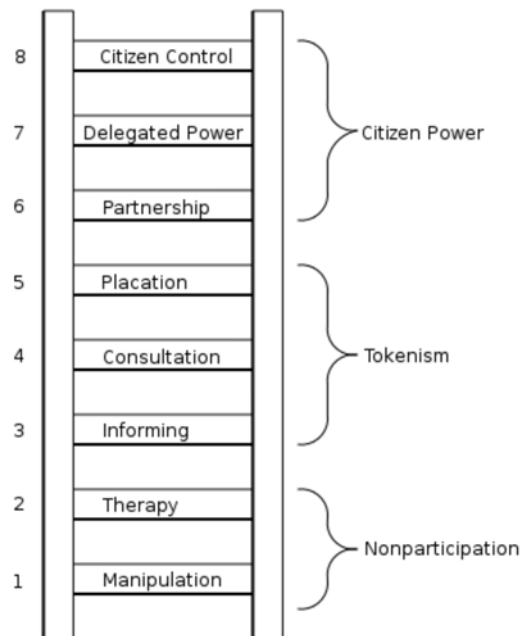 8 Citizen Control
7 Delegated Power Citizen Power
6 Partnership
5 Placation
4 Consultation Tokenism
3 Informing
2 Therapy
Nonparticipation
1 Manipulation